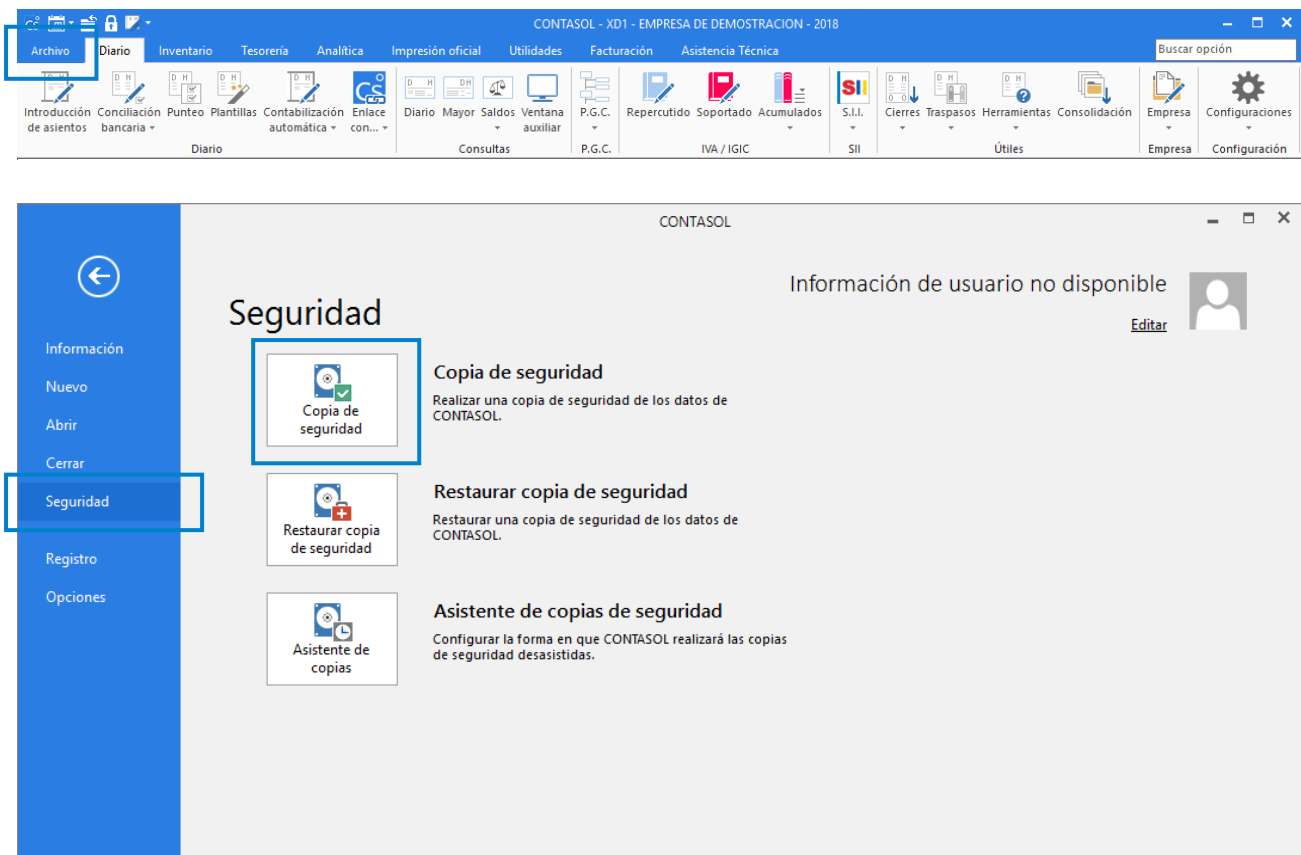 CONTASOL - XD1 - EMPRESA DE DEMOSTRACION - 2018
Archivo Diario Inventario Tesorería Analítica Impresión oficial Utilidades Facturación Asistencia Técnica Buscar opción
Introducción de asientos
Conciliación bancaria
Punteo
Plantillas
Contabilización automática
Enlace con...
Diario
Mayor
Saldos
Ventana auxiliar
P.G.C.
Repercutido
Soportado
Acumulados
SII
S.I.I.
Cierres
Traspasos
Herramientas
Consolidación
Empresa
Configuraciones
Diario Consultas P.G.C. IVA / IGIC SII Útiles Empresa Configuración
CONTASOL
Información de usuario no disponible
Editar
Información
Nuevo
Abrir
Cerrar
Seguridad
Registro
Opciones
Seguridad
Copia de
seguridad
Copia de seguridad
Realizar una copia de seguridad de los datos de
CONTASOL.
Restaurar copia
de seguridad
Restaurar copia de seguridad
Restaurar una copia de seguridad de los datos de
CONTASOL.
Asistente de
copias
Asistente de copias de seguridad
Configurar la forma en que CONTASOL realizará las copias
de seguridad desasistidas.